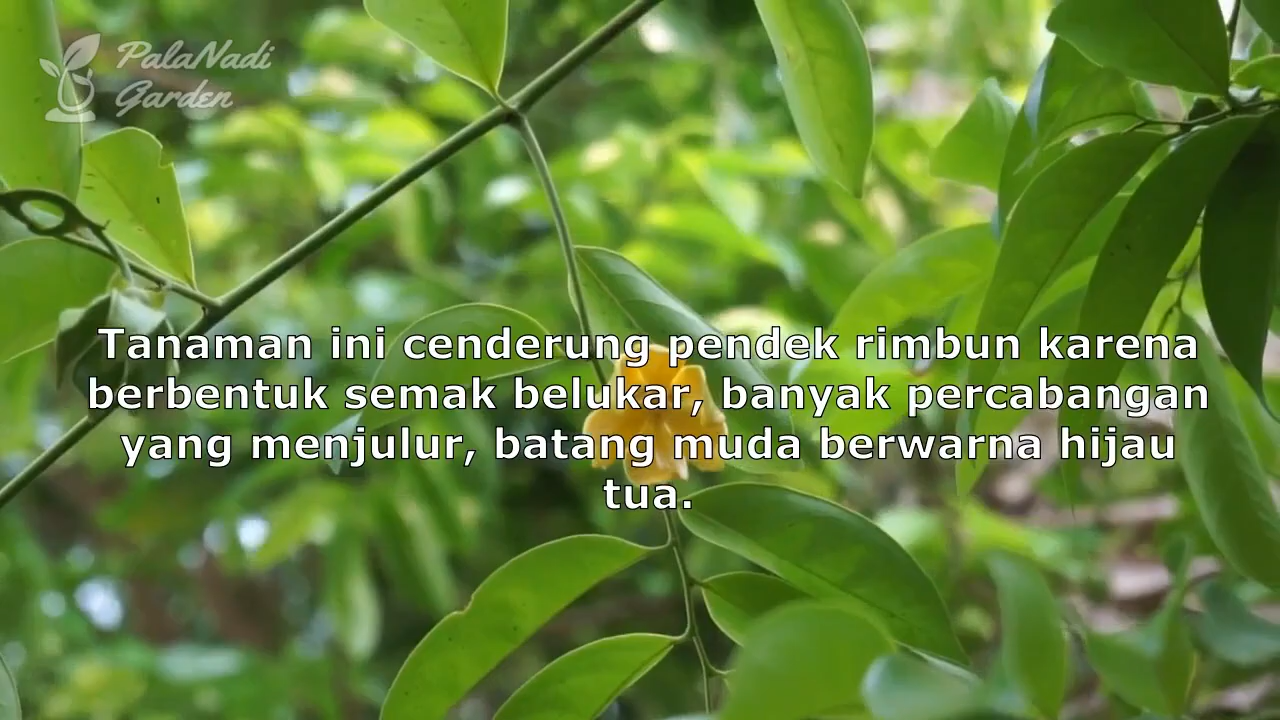 PalaNadi
Garden
Tanaman ini cenderung pendek rimbun karena
berbentuk semak belukar, banyak percabangan
yang menjulur, batang muda berwarna hijau
tua.